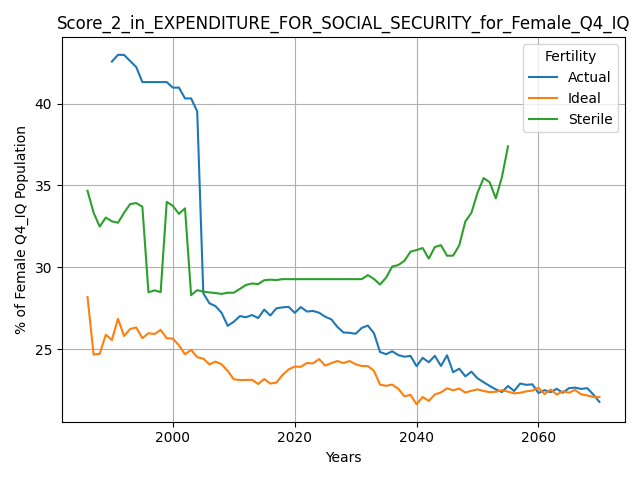 Score_2_in_EXPENDITURE_FOR_SOCIAL_SECURITY_for_Female_Q4_IQ
Fertility
Actual
Ideal
Sterile
% of Female Q4_IQ Population
40
35
30
25
2000
2020
2040
2060
Years